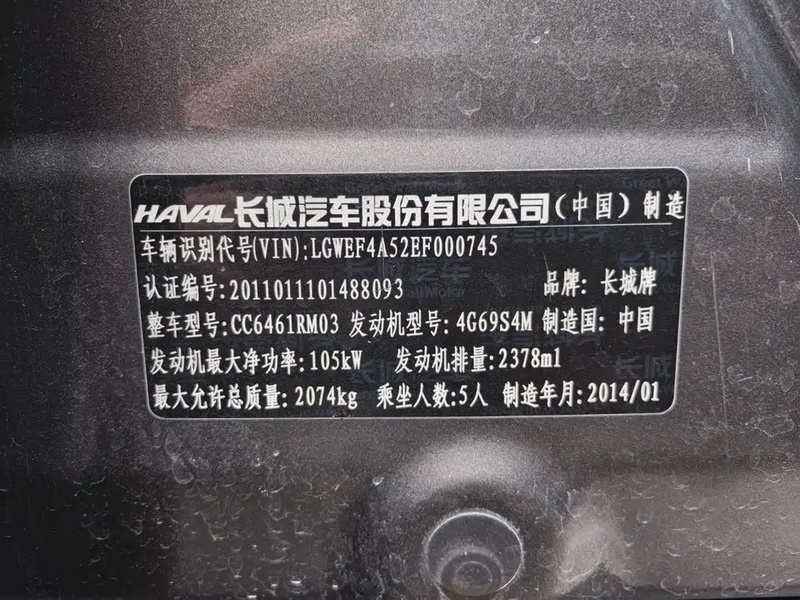 HAVAL长城汽车股份有限公司(中国)制造
车辆识别代号(VIN):LGWEF4A52EF000745
认证编号:2011011101488093 品牌:长城牌
整车型号:CC6461RM03 发动机型号:4G69S4M 制造国:中国
发动机最大净功率:105kW 发动机排量:2378ml
最大允许总质量:2074kg 乘坐人数:5人 制造年月:2014/01